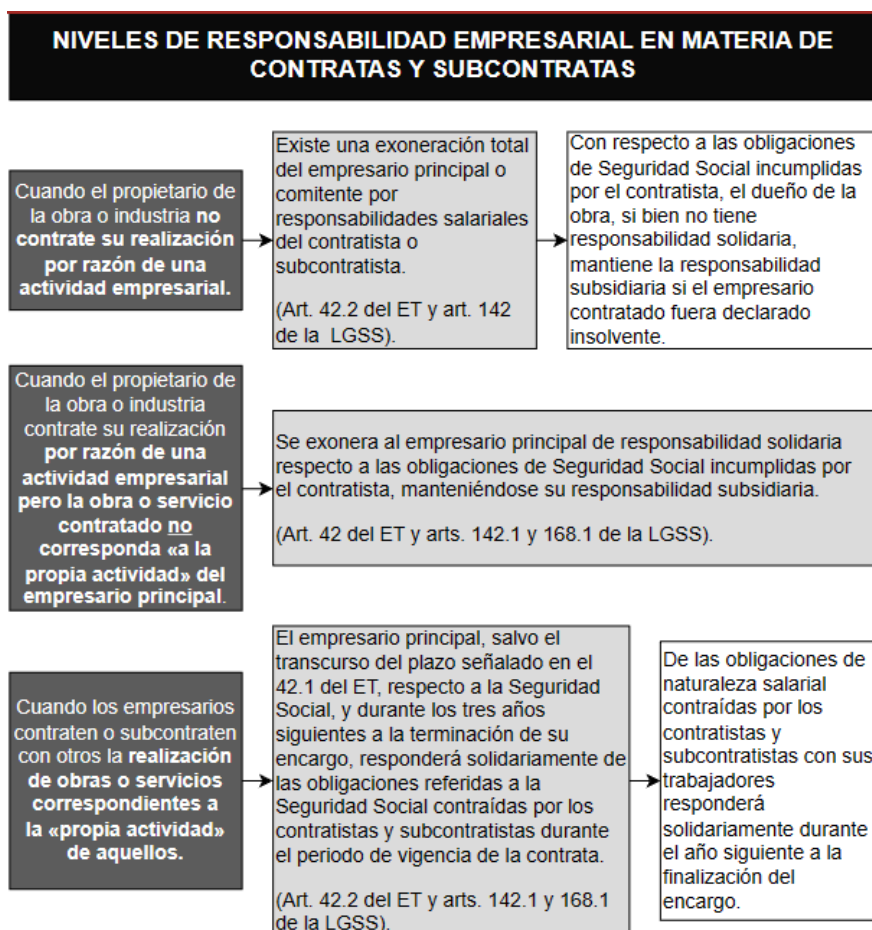 NIVELES DE RESPONSABILIDAD EMPRESARIAL EN MATERIA DE
CONTRATAS Y SUBCONTRATAS
Cuando el propietario de
la obra o industria no
contrate su realización
por razón de una
actividad empresarial.
Existe una exoneración total
del empresario principal o
comitente por
responsabilidades salariales
del contratista o
subcontratista.
(Art. 42.2 del ET y art. 142
de la LGSS).
Con respecto a las obligaciones
de Seguridad Social incumplidas
por el contratista, el dueño de la
obra, si bien no tiene
responsabilidad solidaria,
mantiene la responsabilidad
subsidiaria si el empresario
contratado fuera declarado
insolvente.
Cuando el propietario de
la obra o industria
contrate su realización
por razón de una
actividad empresarial
pero la obra o servicio
contratado no
corresponda «a la
propia actividad» del
empresario principal.
Se exonera al empresario principal de responsabilidad solidaria
respecto a las obligaciones de Seguridad Social incumplidas por
el contratista, manteniéndose su responsabilidad subsidiaria.
(Art. 42 del ET y arts. 142.1 y 168.1 de la LGSS).
Cuando los empresarios
contraten o subcontraten
con otros la realización
de obras o servicios
correspondientes a
la «propia actividad»
de aquellos.
El empresario principal, salvo el
transcurso del plazo señalado en el
42.1 del ET, respecto a la Seguridad
Social, y durante los tres años
siguientes a la terminación de su
encargo, responderá solidariamente de
las obligaciones referidas a la
Seguridad Social contraídas por los
contratistas y subcontratistas durante
el periodo de vigencia de la contrata.
(Art. 42.2 del ET y arts. 142.1 y 168.1
de la LGSS).
De las obligaciones de
naturaleza salarial
contraídas por los
contratistas y
subcontratistas con sus
trabajadores
responderá
solidariamente durante
el año siguiente a la
finalización del
encargo.